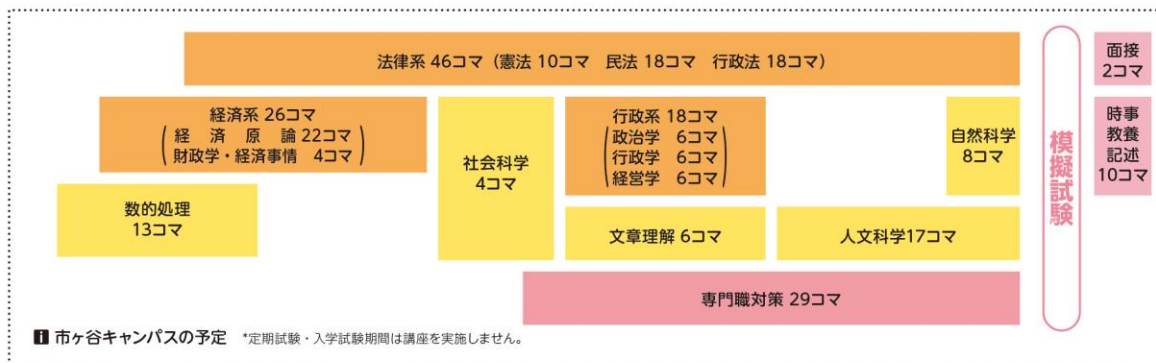 法律系 46コマ（憲法 10コマ　民法 18コマ　行政法 18コマ）
経済系 26コマ
（経　済　原　論 22コマ
財政学・経済事情　4コマ）
数的処理
13コマ
社会科学
4コマ
行政系 18コマ
（政治学　6コマ
行政学　6コマ
経営学　6コマ）
文章理解 6コマ
自然科学
8コマ
人文科学17コマ
専門職対策 29コマ
模擬試験
面接
2コマ
時事
教養
記述
10コマ
i 市ヶ谷キャンパスの予定　*定期試験・入学試験期間は講座を実施しません。